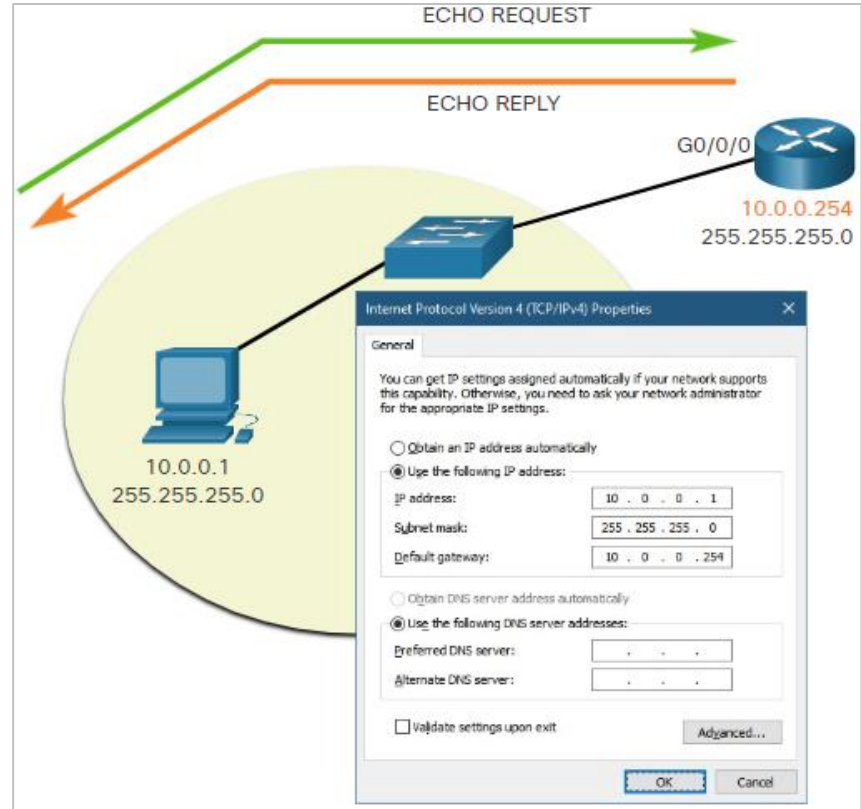 ECHO REQUEST
ECHO REPLY
G0/0/0
10.0.0.254
255.255.255.0
10.0.0.1
255.255.255.0
Internet Protocol Version 4 (TCP/IPv4) Properties
General
You can get IP settings assigned automatically if your network supports
this capability. Otherwise, you need to ask your network administrator
for the appropriate IP settings.
Obtain an IP address automatically
Use the following IP address:
IP address: 10 . 0 . 0 . 1
Subnet mask: 255 . 255 . 255 . 0
Default gateway: 10 . 0 . 0 . 254
Obtain DNS server address automatically
Use the following DNS server addresses:
Preferred DNS server: . . .
Alternate DNS server: . . .
Validate settings upon exit
Advanced...
OK Cancel